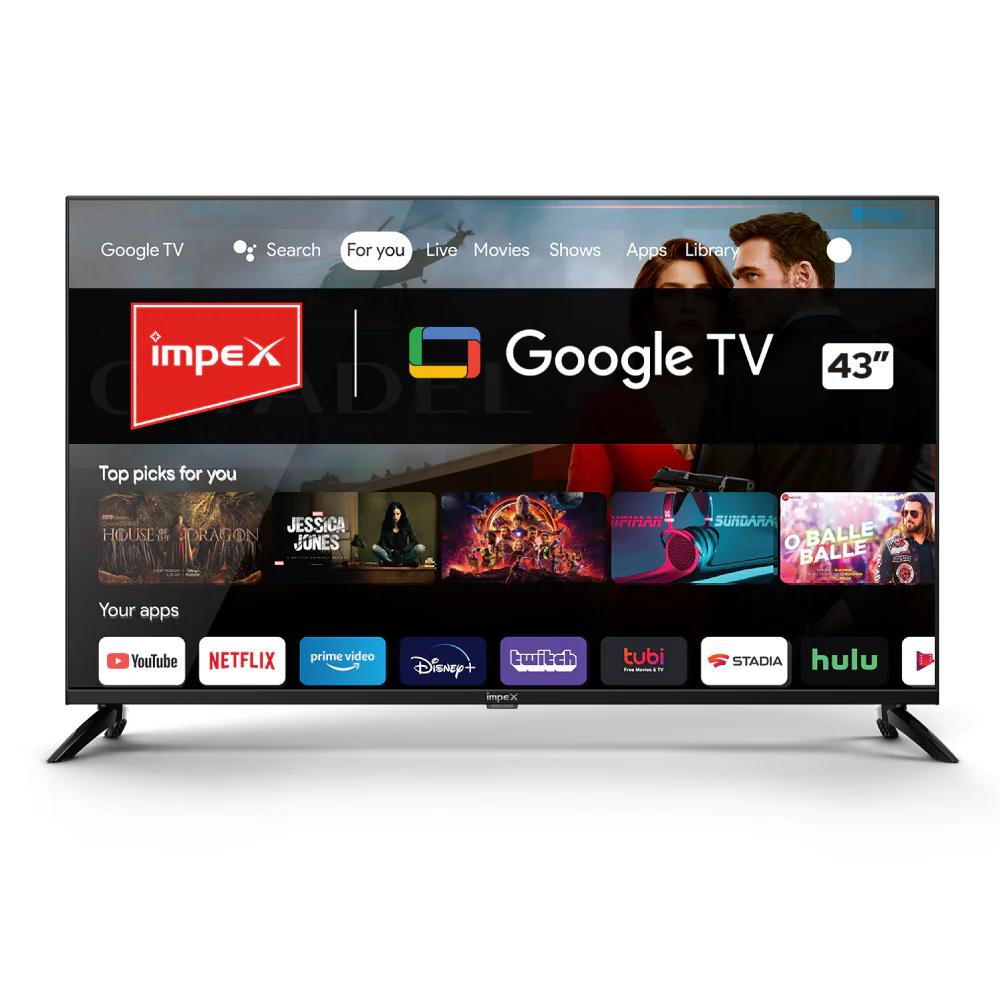 Google TV
Search
For you
Live
Movies
Shows
Apps
Library
impex
Google TV
43"
CITADEL
Top picks for you
HOUSE OF THE DRAGON
MARVEL
JESSICA
JONES
SUNDARA
O BALLE
BALLE
Your apps
YouTube
NETFLIX
prime video
Disney+
twitch
tubi
Free Movies & TV
STADIA
hulu
impex